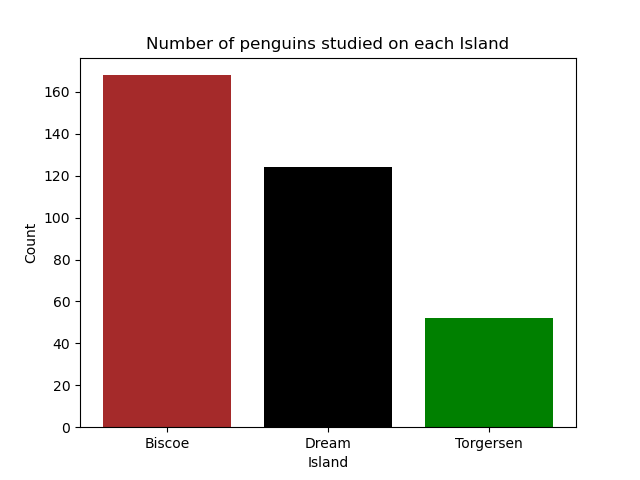 Number of penguins studied on each Island
Count
160
140
120
100
80
60
40
20
0
Biscoe
Dream
Torgersen
Island